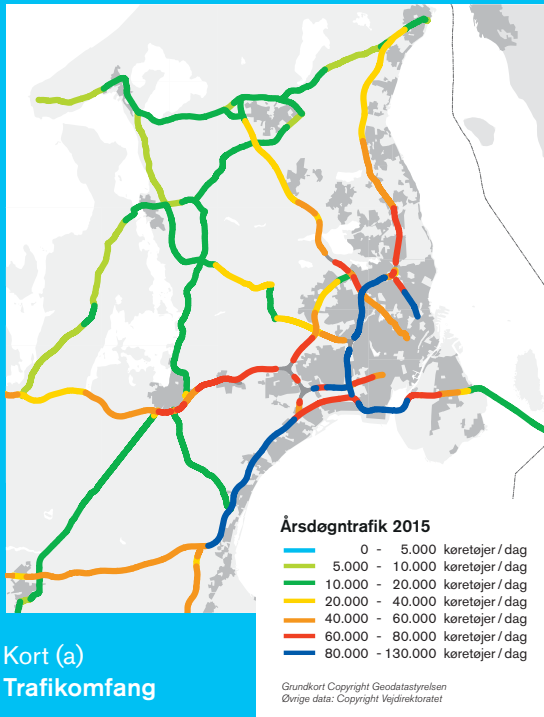 Årsdøgntrafik 2015
0 - 5.000 køretøjer / dag
5.000 - 10.000 køretøjer / dag
10.000 - 20.000 køretøjer / dag
20.000 - 40.000 køretøjer / dag
40.000 - 60.000 køretøjer / dag
60.000 - 80.000 køretøjer / dag
80.000 - 130.000 køretøjer / dag
Kort (a)
Trafikomfang
Grundkort Copyright Geodatastyrelsen
Øvrige data: Copyright Vejdirektoratet